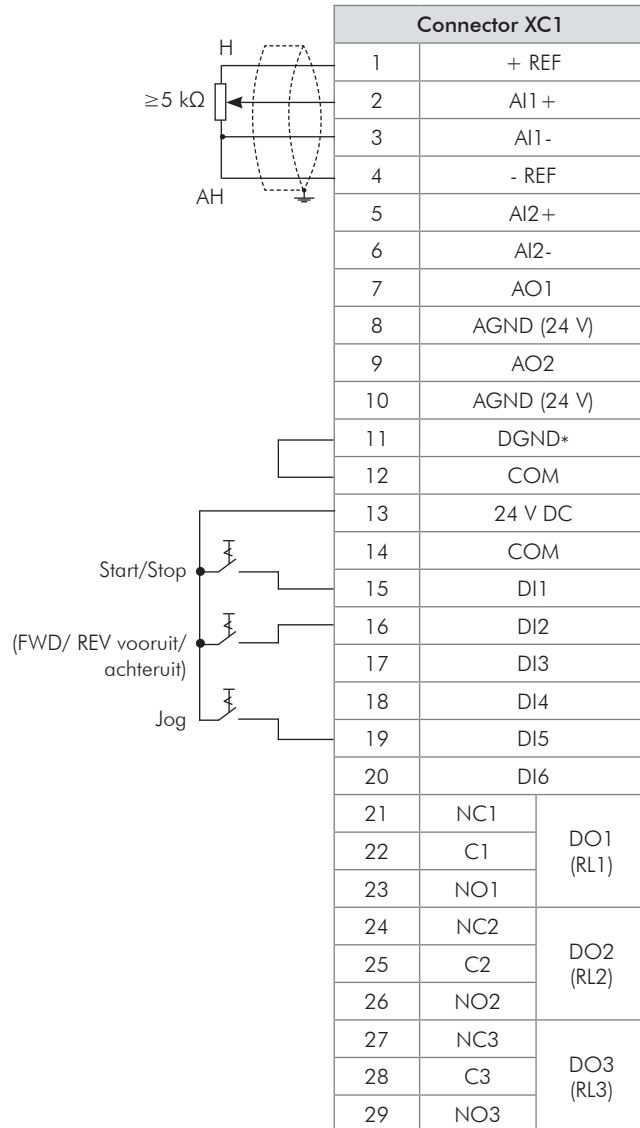 Connector XC1
H
≥5 kΩ
AH
1 + REF
2 AI1+
3 AI1-
4 - REF
5 AI2+
6 AI2-
7 AO1
8 AGND (24 V)
9 AO2
10 AGND (24 V)
11 DGND*
12 COM
13 24 V DC
14 COM
Start/Stop
15 DI1
(FWD/ REV vooruit/
achteruit)
16 DI2
17 DI3
18 DI4
Jog
19 DI5
20 DI6
21 NC1
22 C1
23 NO1
DO1
(RL1)
24 NC2
25 C2
26 NO2
DO2
(RL2)
27 NC3
28 C3
29 NO3
DO3
(RL3)